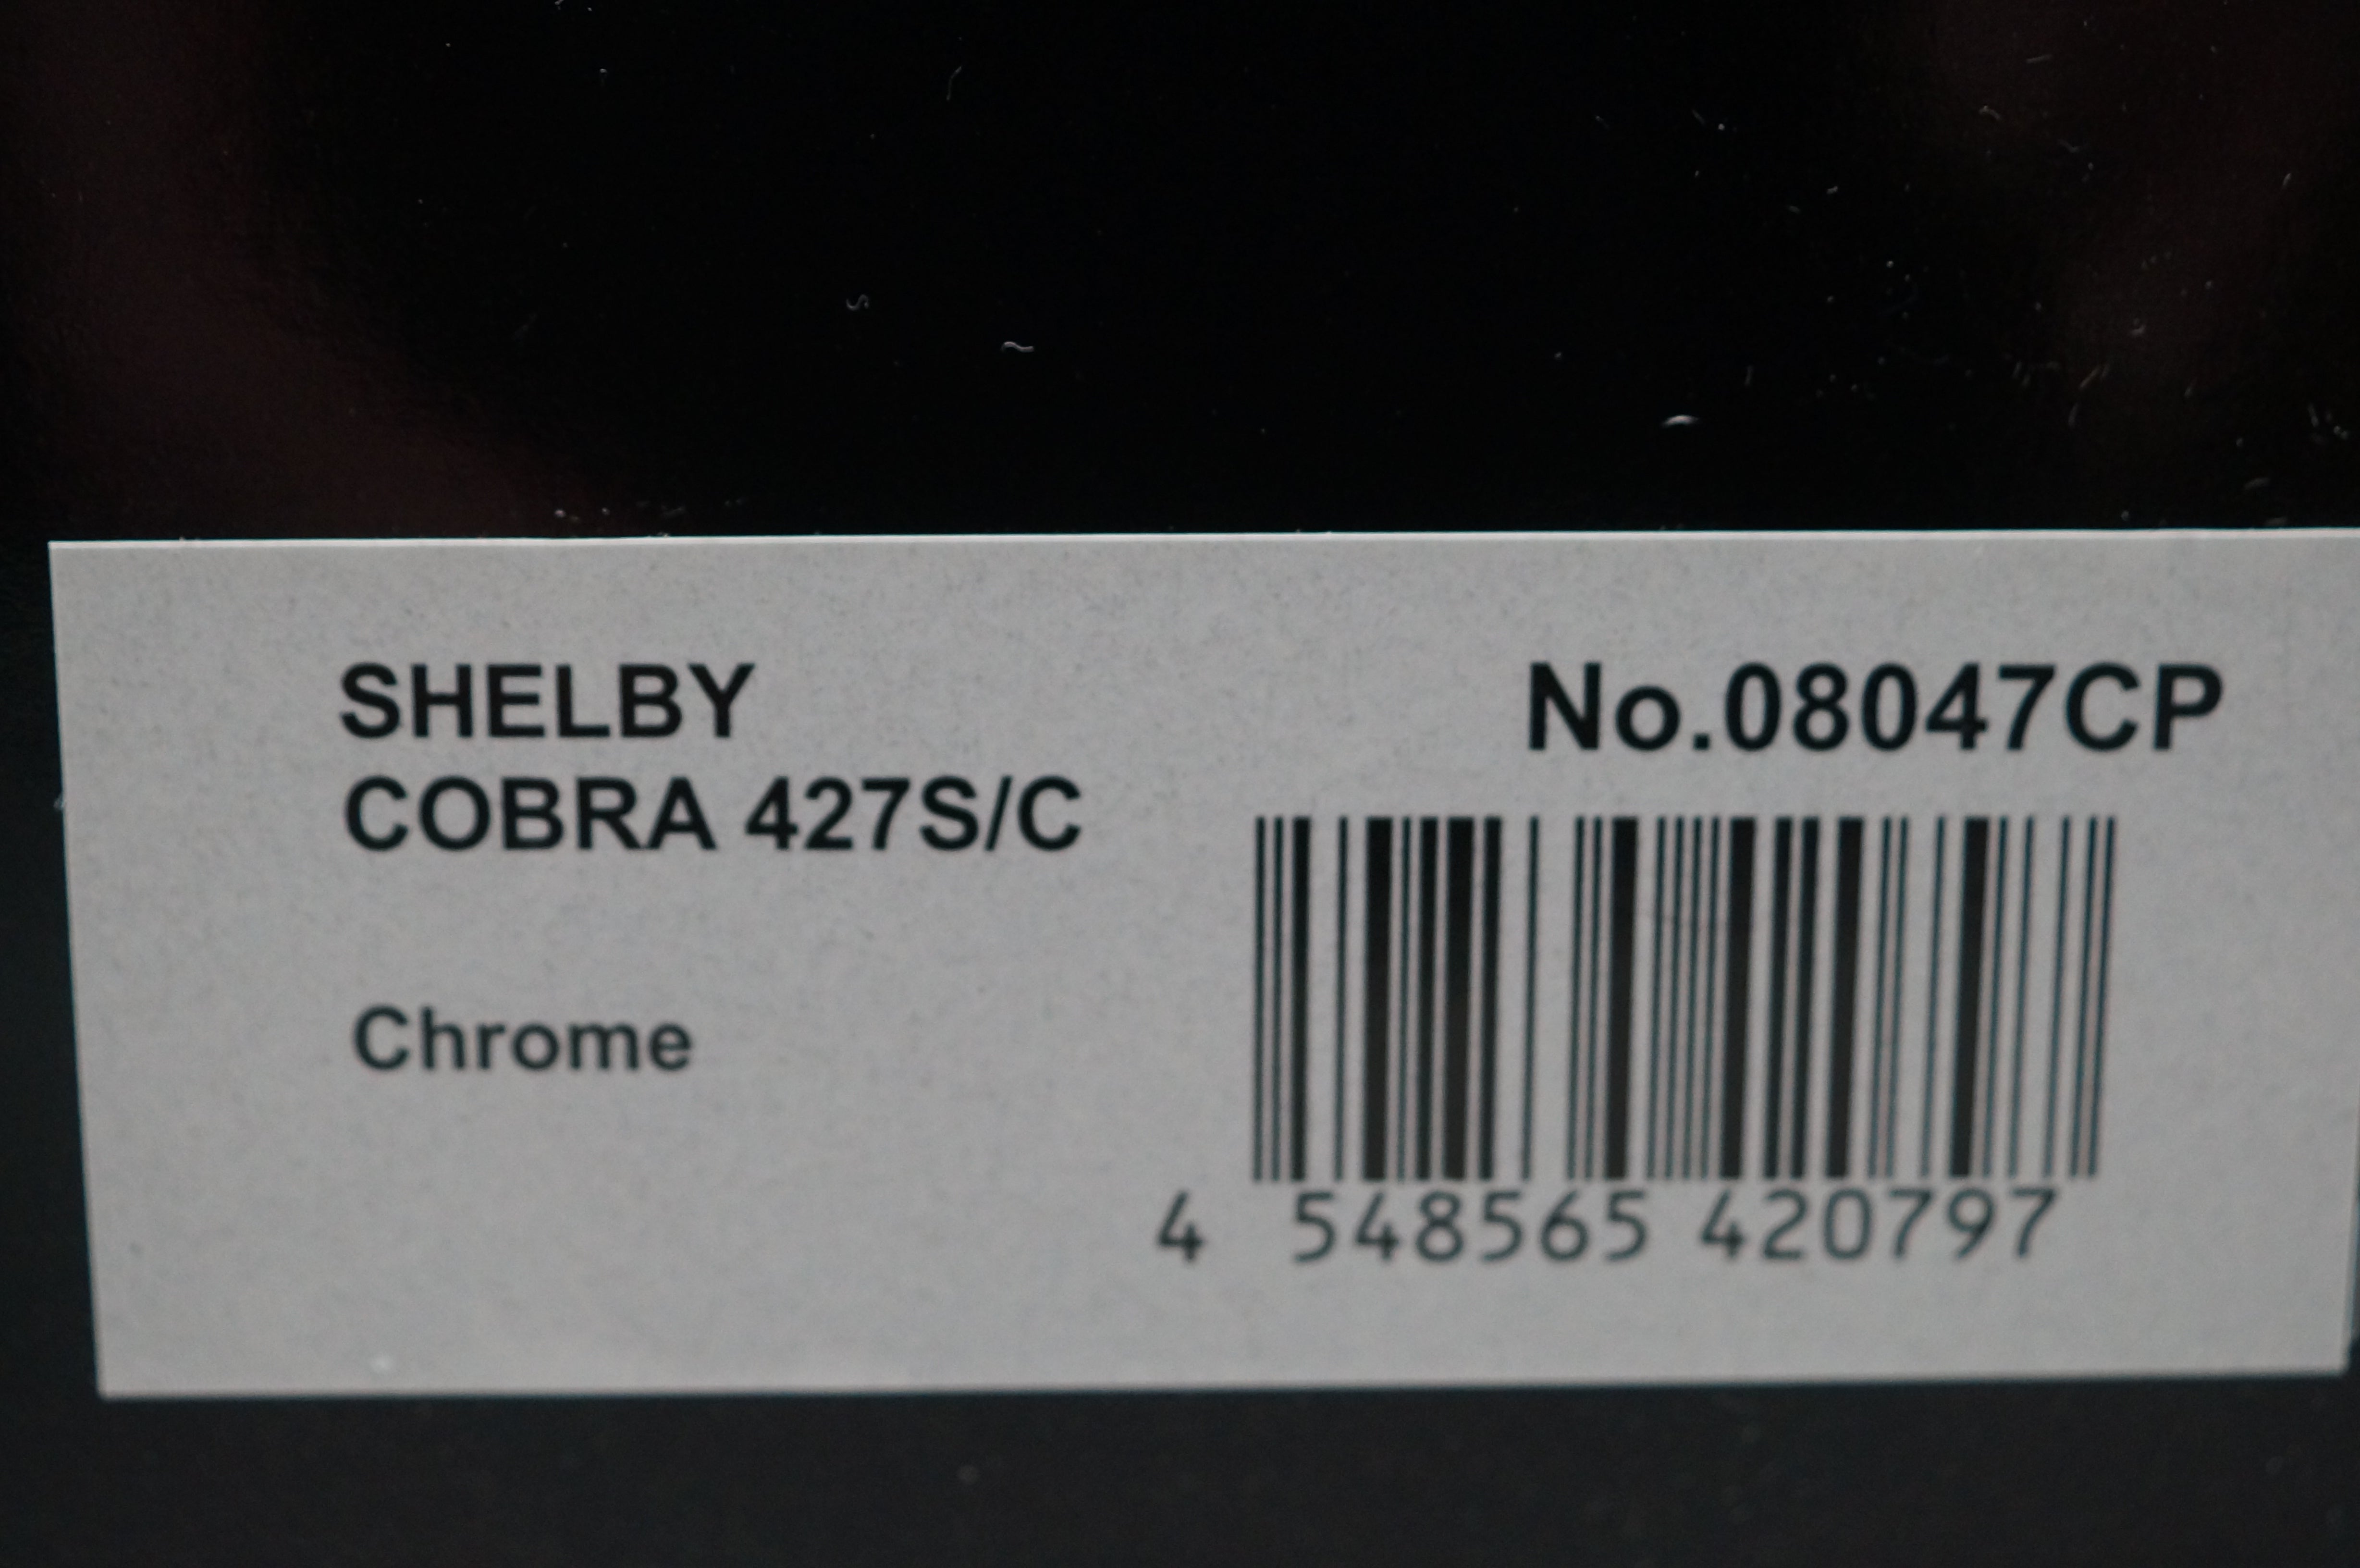 SHELBY
COBRA 427S/C
Chrome
No.08047CP
4 548565 420797